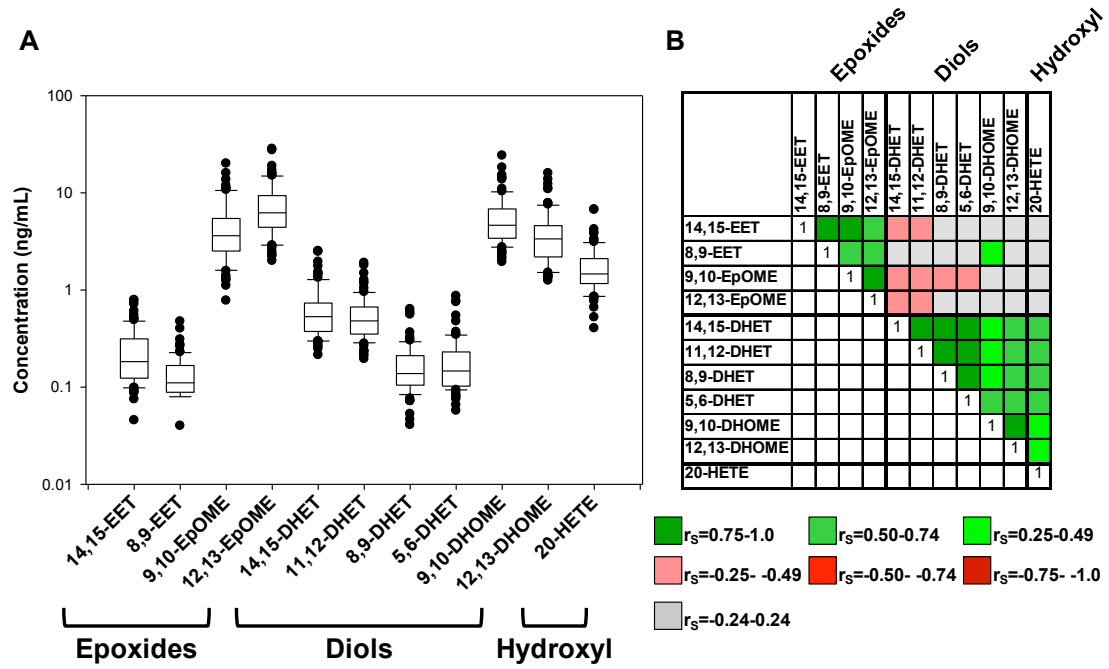 A
Concentration (ng/mL)
100
10
1
0.1
0.01
14,15-EET
8,9-EET
9,10-EpOME
12,13-EpOME
14,15-DHET
11,12-DHET
8,9-DHET
5,6-DHET
9,10-DHOME
12,13-DHOME
20-HETE
Epoxides
Diols
Hydroxyl
B
Epoxides
Diols
Hydroxyl
14,15-EET
8,9-EET
9,10-EpOME
12,13-EpOME
14,15-DHET
11,12-DHET
8,9-DHET
5,6-DHET
9,10-DHOME
12,13-DHOME
20-HETE
14,15-EET 1
8,9-EET 1
9,10-EpOME 1
12,13-EpOME 1
14,15-DHET 1
11,12-DHET 1
8,9-DHET 1
5,6-DHET 1
9,10-DHOME 1
12,13-DHOME 1
20-HETE 1
rS=0.75-1.0 rS=0.50-0.74 rS=0.25-0.49
rS=-0.25- -0.49 rS=-0.50- -0.74 rS=-0.75- -1.0
rS=-0.24-0.24